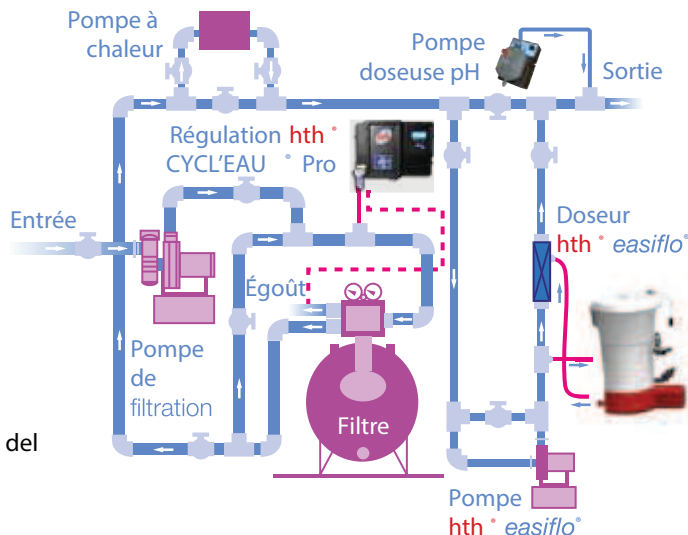 Pompe à
chaleur
Pompe
doseuse pH
Sortie
Régulation hth°
CYCL'EAU ° Pro
Entrée
Doseur
hth° easiflo®
Égoût
Pompe
de
filtration
Filtre
del
Pompe
hth° easiflo®